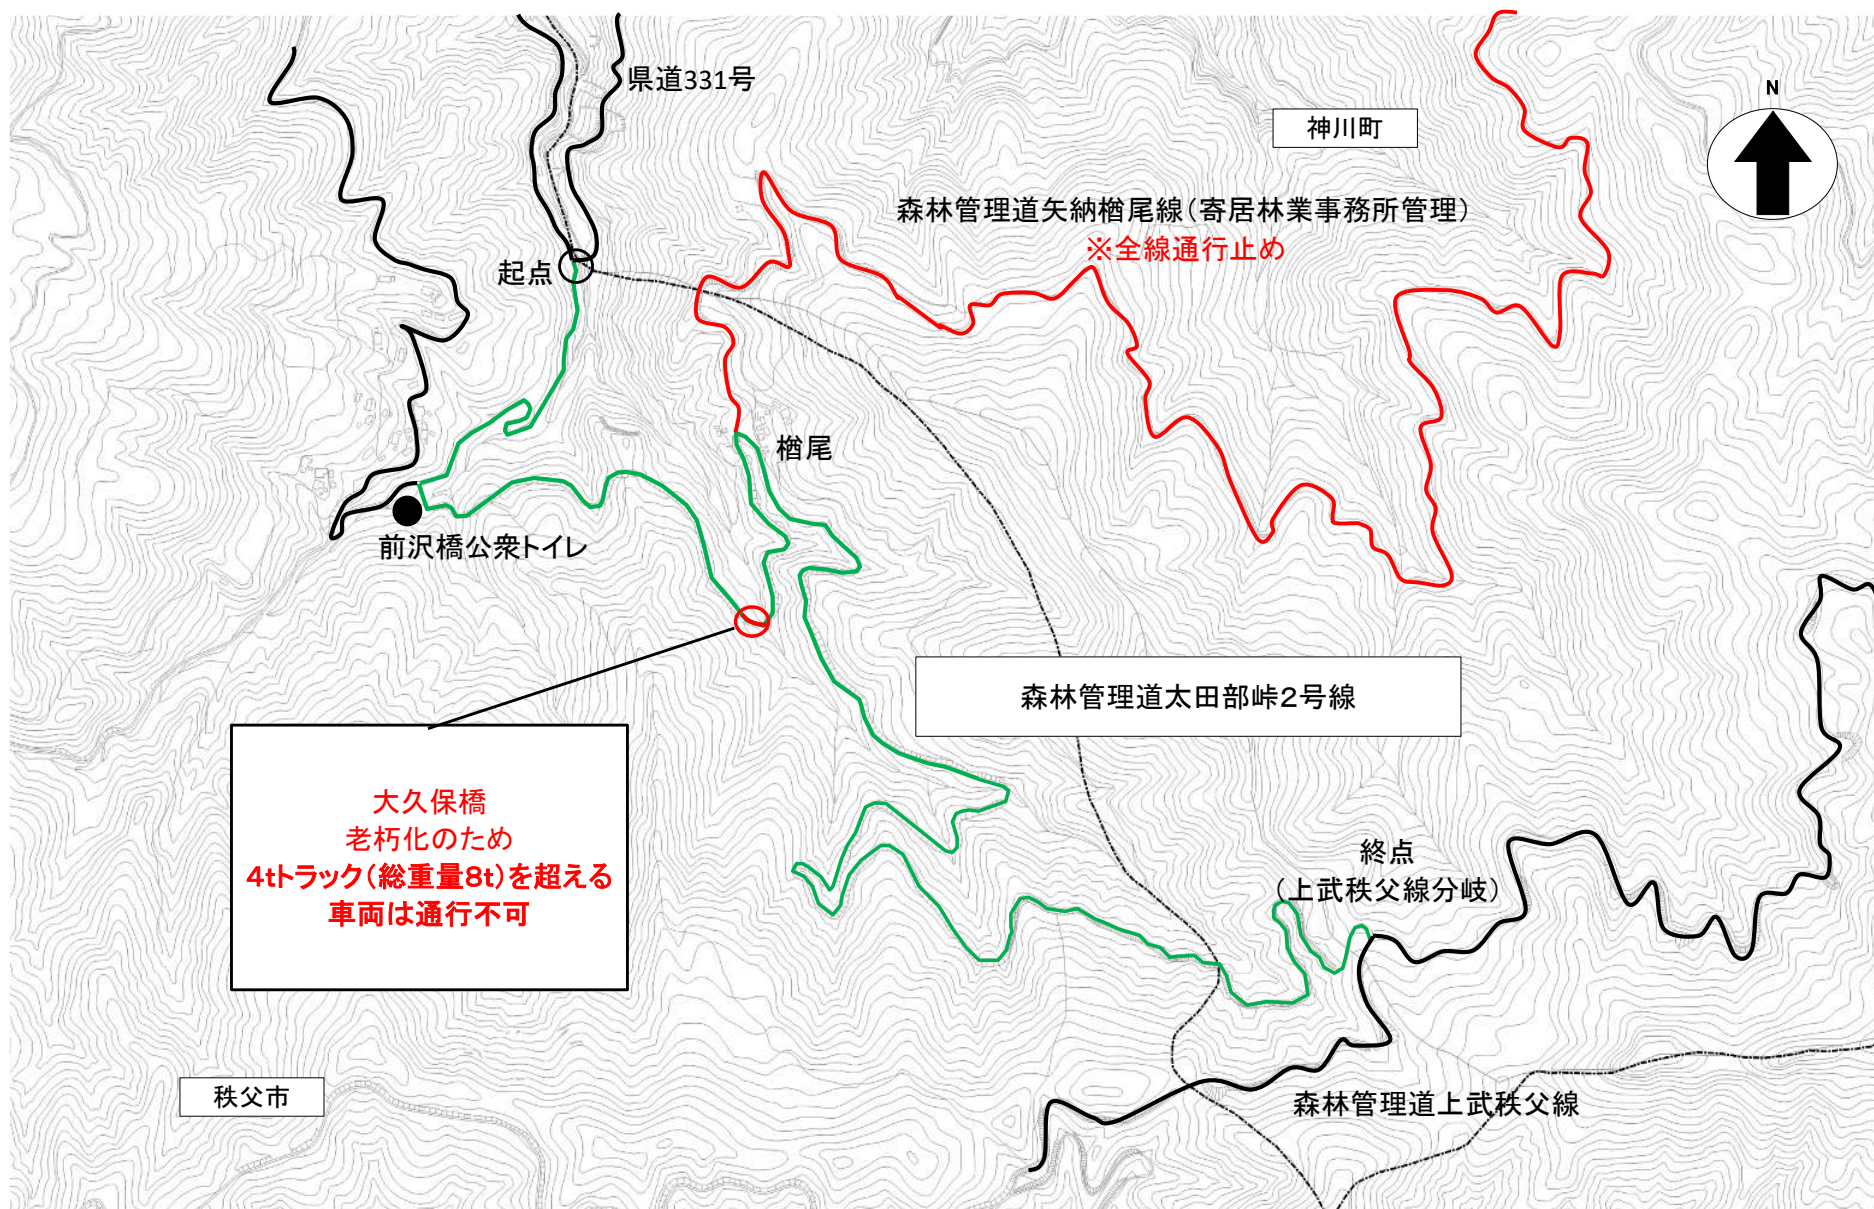 県道331号
N
神川町
森林管理道矢納楢尾線（寄居林業事務所管理）
※全線通行止め
起点
楢尾
前沢橋公衆トイレ
森林管理道太田部峠２号線
大久保橋
老朽化のため
4tトラック（総重量8t）を超える
車両は通行不可
終点
（上武秩父線分岐）
秩父市
森林管理道上武秩父線